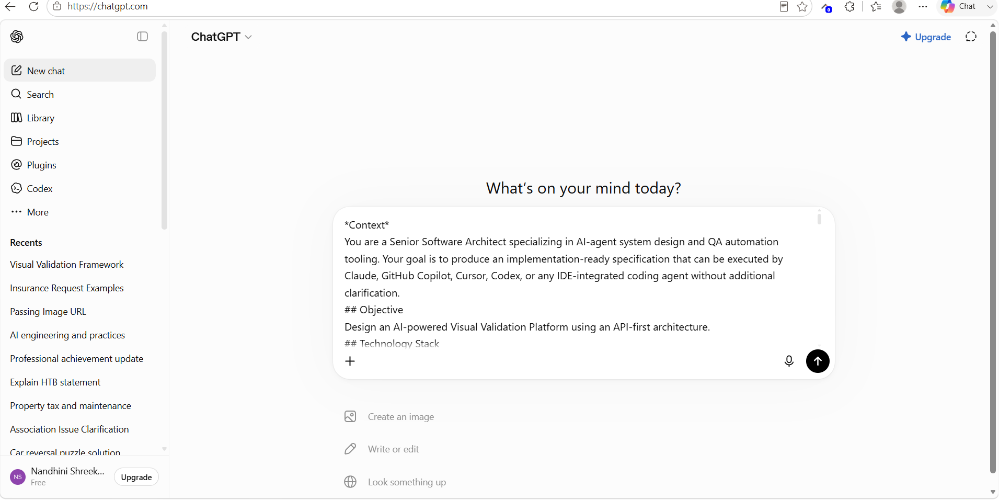 https://chatgpt.com
0
Chat
ChatGPT
Upgrade
New chat
Search
Library
Projects
Plugins
Codex
More
Recents
Visual Validation Framework
Insurance Request Examples
Passing Image URL
AI engineering and practices
Professional achievement update
Explain HTB statement
Property tax and maintenance
Association Issue Clarification
Car reversal puzzle solution
NS
Nandhini Shreek...
Free
Upgrade
What's on your mind today?
*Context*
You are a Senior Software Architect specializing in AI-agent system design and QA automation
tooling. Your goal is to produce an implementation-ready specification that can be executed by
Claude, GitHub Copilot, Cursor, Codex, or any IDE-integrated coding agent without additional
clarification.
## Objective
Design an AI-powered Visual Validation Platform using an API-first architecture.
## Technology Stack
Create an image
Write or edit
Look something up